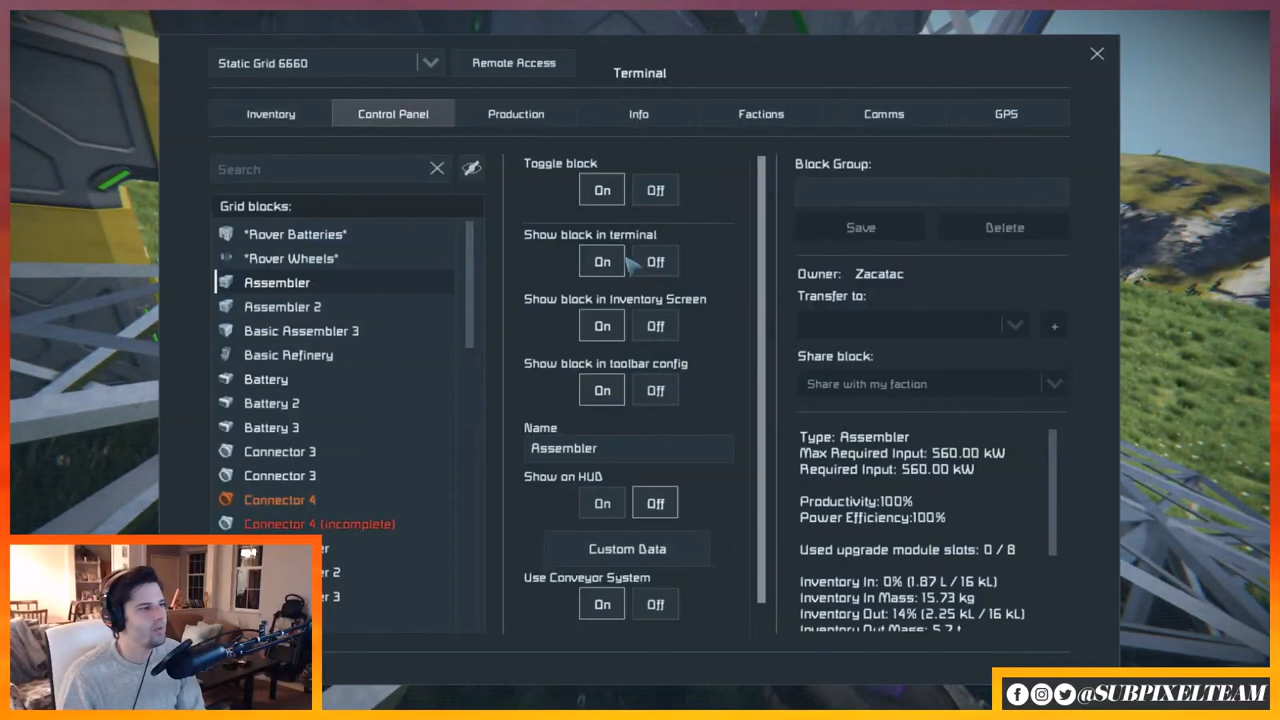 Static Grid 6660
Remote Access
Terminal
Inventory
Control Panel
Production
Info
Factions
Comms
GPS
Search
Grid blocks:
*Rover Batteries*
*Rover Wheels*
Assembler
Assembler 2
Basic Assembler 3
Basic Refinery
Battery
Battery 2
Battery 3
Connector 3
Connector 3
Connector 4
Connector 4 (incomplete)
Toggle block
On Off
Show block in terminal
On Off
Show block in Inventory Screen
On Off
Show block in toolbar config
On Off
Name
Assembler
Show on HUD
On Off
Custom Data
Use Conveyor System
On Off
Block Group:
Save Delete
Owner: Zacatac
Transfer to:
+
Share block:
Share with my faction
Type: Assembler
Max Required Input: 560.00 kW
Required Input: 560.00 kW
Productivity:100%
Power Efficiency:100%
Used upgrade module slots: 0 / 8
Inventory In: 0% (1.87 L / 16 kL)
Inventory In Mass: 15.73 kg
Inventory Out: 14% (2.25 kL / 16 kL)
Inventory Out Mass: 5.7 t
@SUBPIXELTEAM